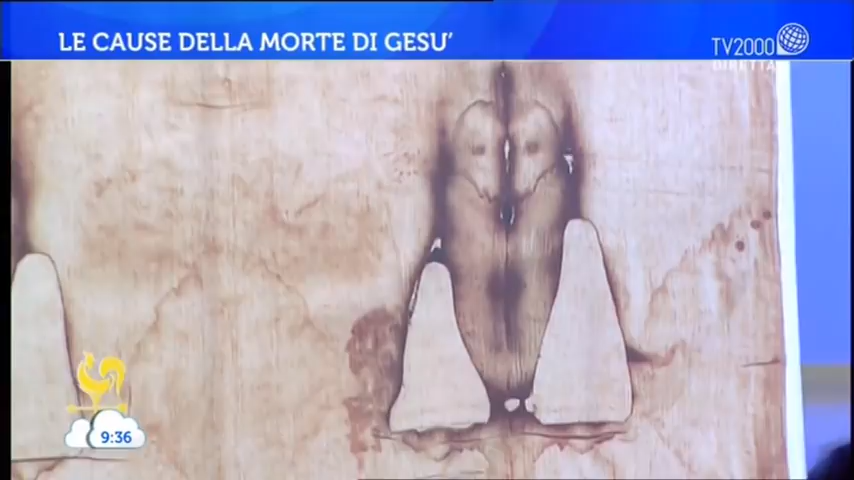 LE CAUSE DELLA MORTE DI GESU'
TV2000
DIRETTA
9:36